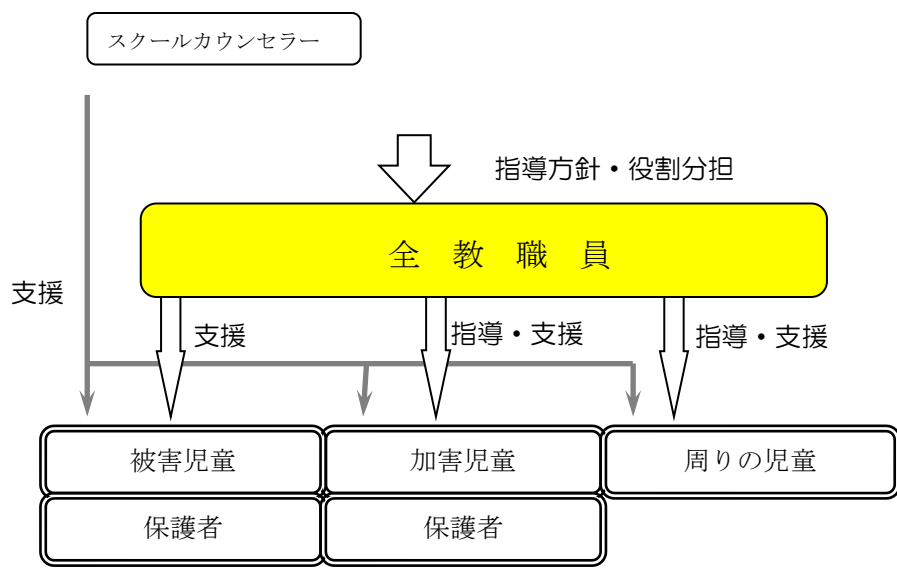 スクールカウンセラー
指導方針・役割分担
全教職員
支援
支援
指導・支援
指導・支援
被害児童
加害児童
周りの児童
保護者
保護者